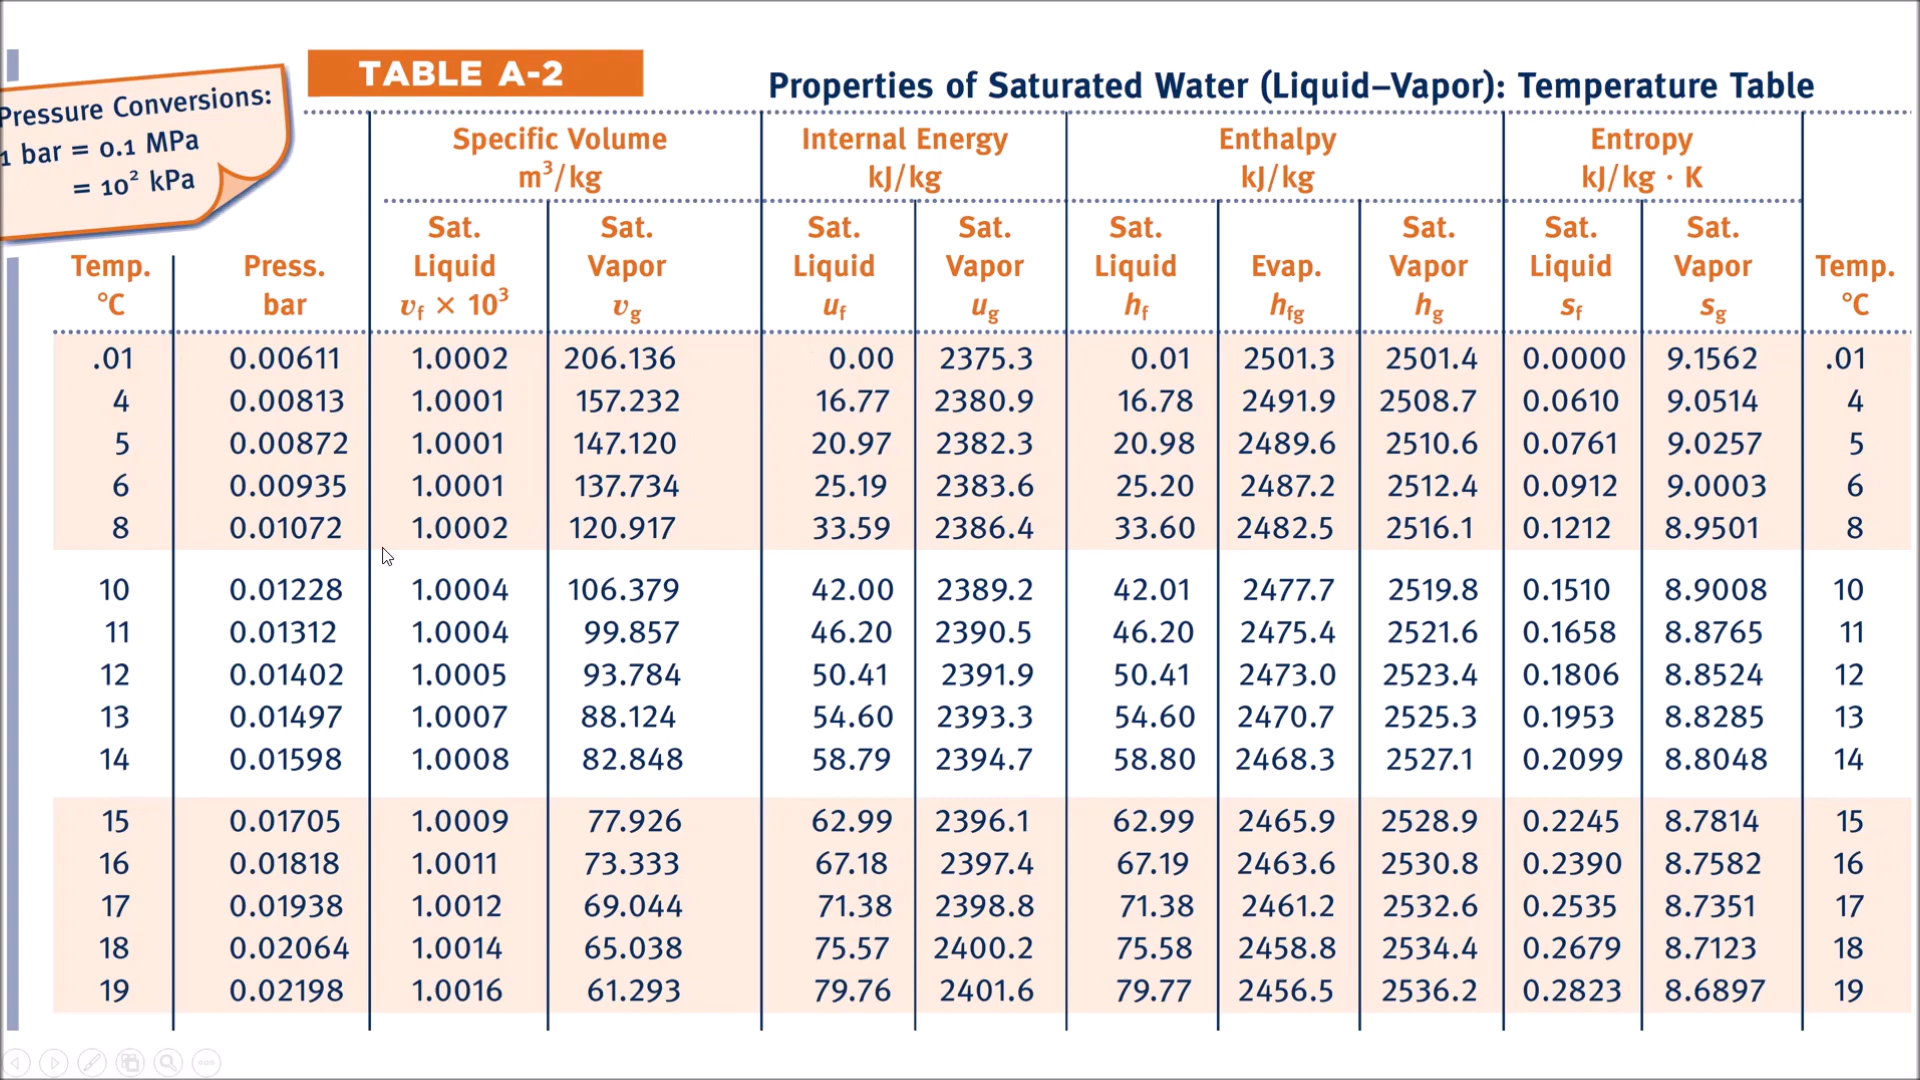 TABLE A-2
Properties of Saturated Water (Liquid–Vapor): Temperature Table
Pressure Conversions:
1 bar = 0.1 MPa
= 10² kPa
Specific Volume Internal Energy Enthalpy Entropy
m³/kg kJ/kg kJ/kg kJ/kg · K
Sat. Sat. Sat. Sat. Sat. Sat. Sat. Sat.
Temp. Press. Liquid Vapor Liquid Vapor Liquid Evap. Vapor Liquid Vapor Temp.
°C bar vf × 10³ vg uf ug hf hfg hg sf sg °C
.01 0.00611 1.0002 206.136 0.00 2375.3 0.01 2501.3 2501.4 0.0000 9.1562 .01
4 0.00813 1.0001 157.232 16.77 2380.9 16.78 2491.9 2508.7 0.0610 9.0514 4
5 0.00872 1.0001 147.120 20.97 2382.3 20.98 2489.6 2510.6 0.0761 9.0257 5
6 0.00935 1.0001 137.734 25.19 2383.6 25.20 2487.2 2512.4 0.0912 9.0003 6
8 0.01072 1.0002 120.917 33.59 2386.4 33.60 2482.5 2516.1 0.1212 8.9501 8
10 0.01228 1.0004 106.379 42.00 2389.2 42.01 2477.7 2519.8 0.1510 8.9008 10
11 0.01312 1.0004 99.857 46.20 2390.5 46.20 2475.4 2521.6 0.1658 8.8765 11
12 0.01402 1.0005 93.784 50.41 2391.9 50.41 2473.0 2523.4 0.1806 8.8524 12
13 0.01497 1.0007 88.124 54.60 2393.3 54.60 2470.7 2525.3 0.1953 8.8285 13
14 0.01598 1.0008 82.848 58.79 2394.7 58.80 2468.3 2527.1 0.2099 8.8048 14
15 0.01705 1.0009 77.926 62.99 2396.1 62.99 2465.9 2528.9 0.2245 8.7814 15
16 0.01818 1.0011 73.333 67.18 2397.4 67.19 2463.6 2530.8 0.2390 8.7582 16
17 0.01938 1.0012 69.044 71.38 2398.8 71.38 2461.2 2532.6 0.2535 8.7351 17
18 0.02064 1.0014 65.038 75.57 2400.2 75.58 2458.8 2534.4 0.2679 8.7123 18
19 0.02198 1.0016 61.293 79.76 2401.6 79.77 2456.5 2536.2 0.2823 8.6897 19